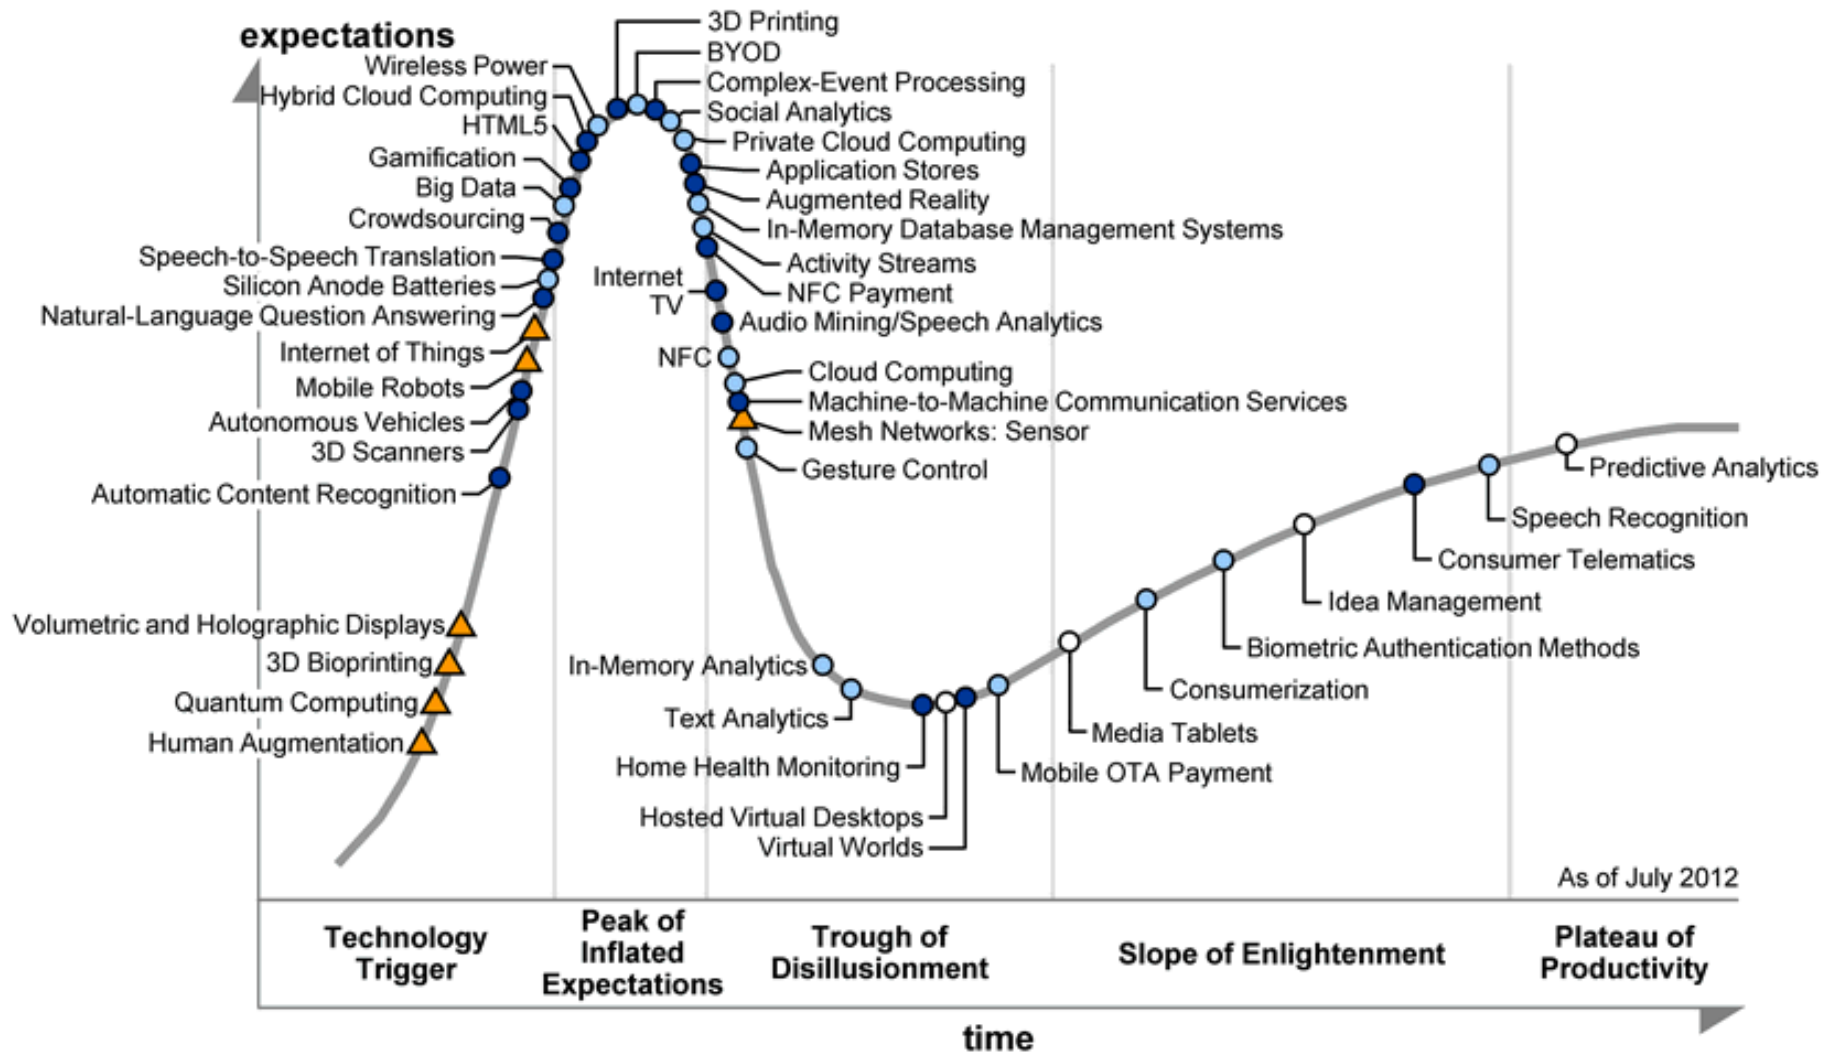 expectations
3D Printing
BYOD
Wireless Power
Complex-Event Processing
Hybrid Cloud Computing
Social Analytics
HTML5
Private Cloud Computing
Gamification
Application Stores
Big Data
Augmented Reality
Crowdsourcing
In-Memory Database Management Systems
Speech-to-Speech Translation
Activity Streams
Silicon Anode Batteries
Internet
TV
NFC Payment
Natural-Language Question Answering
Audio Mining/Speech Analytics
Internet of Things
NFC
Cloud Computing
Mobile Robots
Machine-to-Machine Communication Services
Autonomous Vehicles
Mesh Networks: Sensor
3D Scanners
Gesture Control
Automatic Content Recognition
Predictive Analytics
Speech Recognition
Consumer Telematics
Idea Management
Volumetric and Holographic Displays
Biometric Authentication Methods
3D Bioprinting
In-Memory Analytics
Consumerization
Quantum Computing
Text Analytics
Media Tablets
Human Augmentation
Home Health Monitoring
Mobile OTA Payment
Hosted Virtual Desktops
Virtual Worlds
As of July 2012
Technology
Trigger
Peak of
Inflated
Expectations
Trough of
Disillusionment
Slope of Enlightenment
Plateau of
Productivity
time